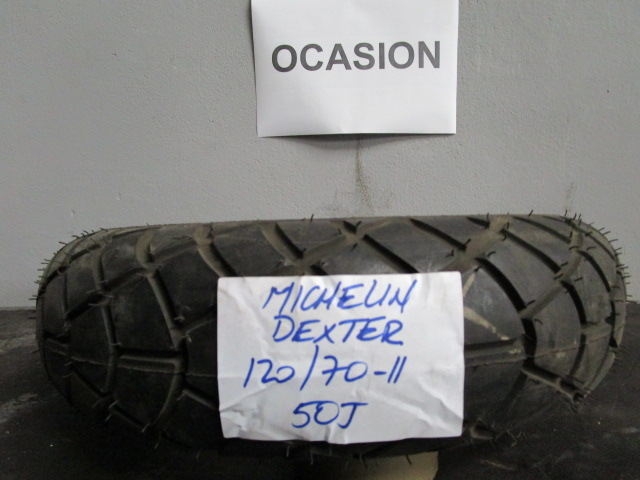 OCASION
MICHELIN
DEXTER
120/70-11
50J